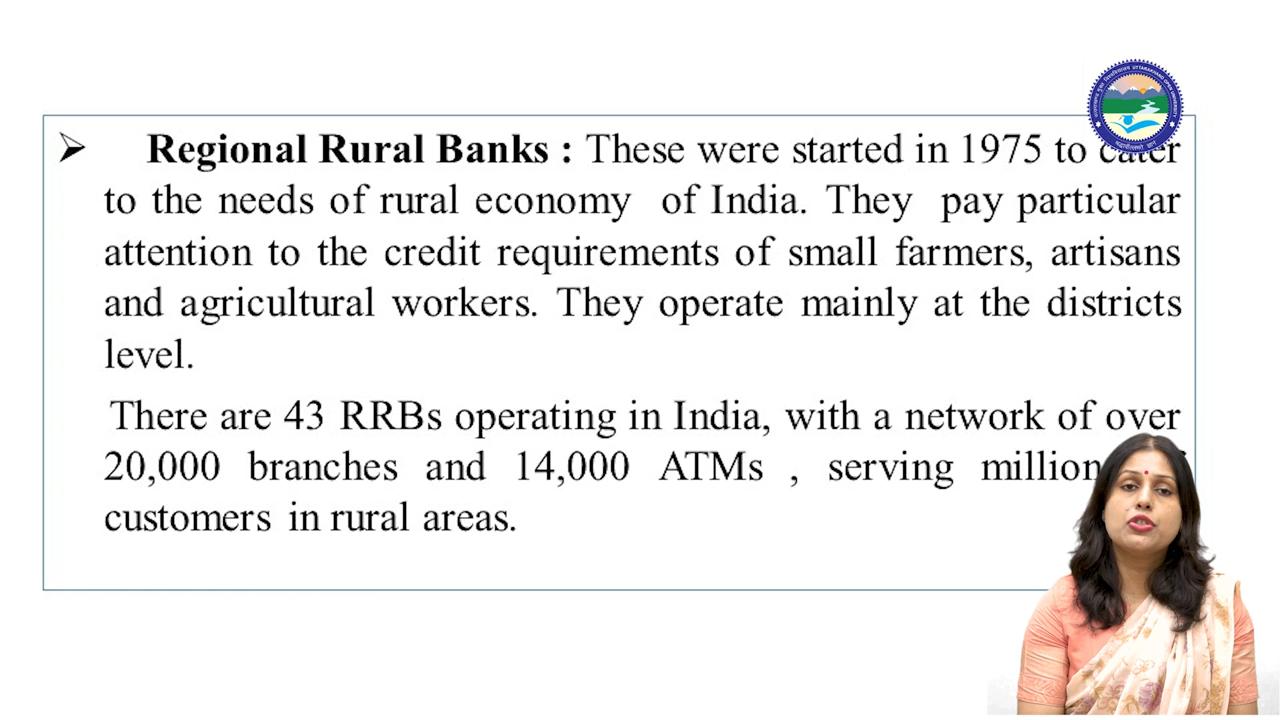 ➢ Regional Rural Banks : These were started in 1975 to cater
to the needs of rural economy of India. They pay particular
attention to the credit requirements of small farmers, artisans
and agricultural workers. They operate mainly at the districts
level.
There are 43 RRBs operating in India, with a network of over
20,000 branches and 14,000 ATMs , serving million
customers in rural areas.
UTTARAKHAND OPEN UNIVERSITY